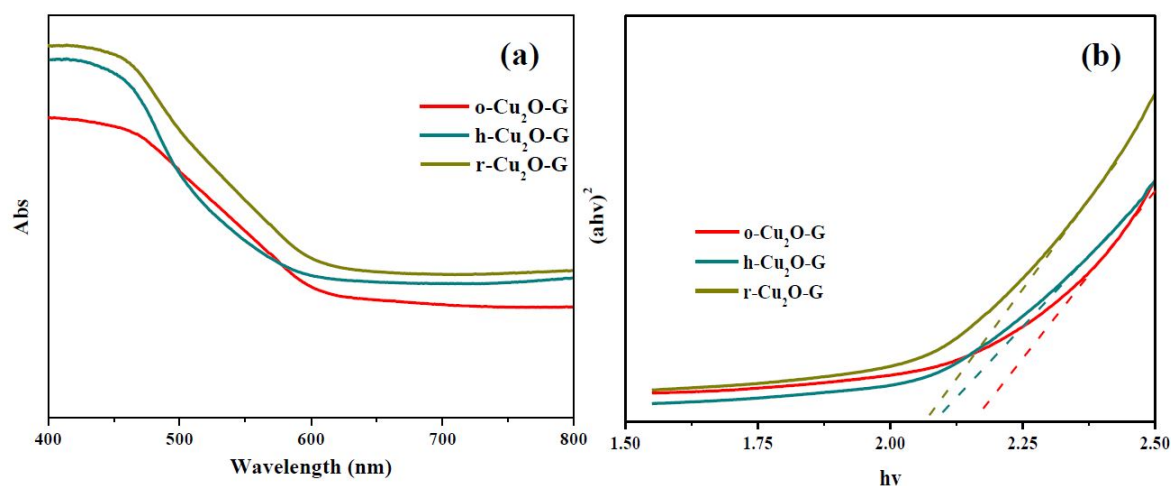 (a)
o-Cu₂O-G
h-Cu₂O-G
r-Cu₂O-G
Abs
400 500 600 700 800
Wavelength (nm)
(b)
o-Cu₂O-G
h-Cu₂O-G
r-Cu₂O-G
(ahv)²
1.50 1.75 2.00 2.25 2.50
hv